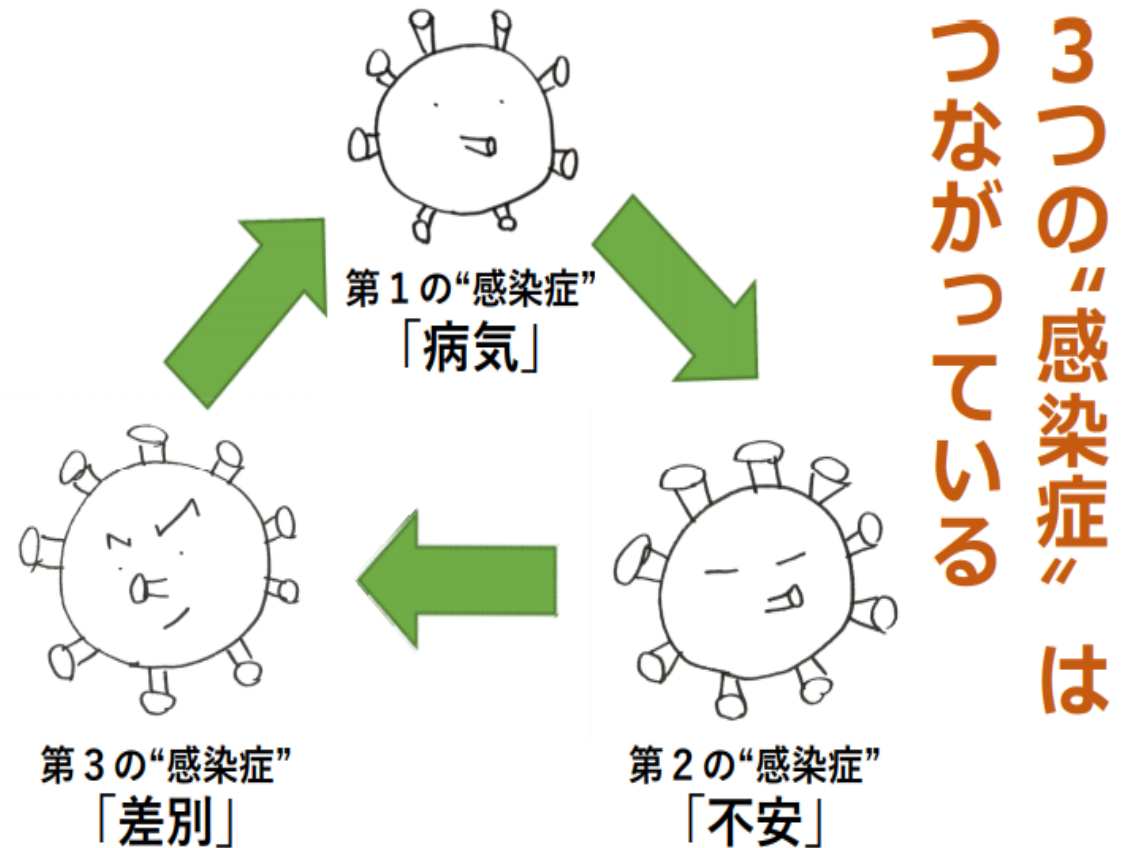 3つの“感染症”は
つながっている
第1の“感染症”
「病気」
第2の“感染症”
「不安」
第3の“感染症”
「差別」